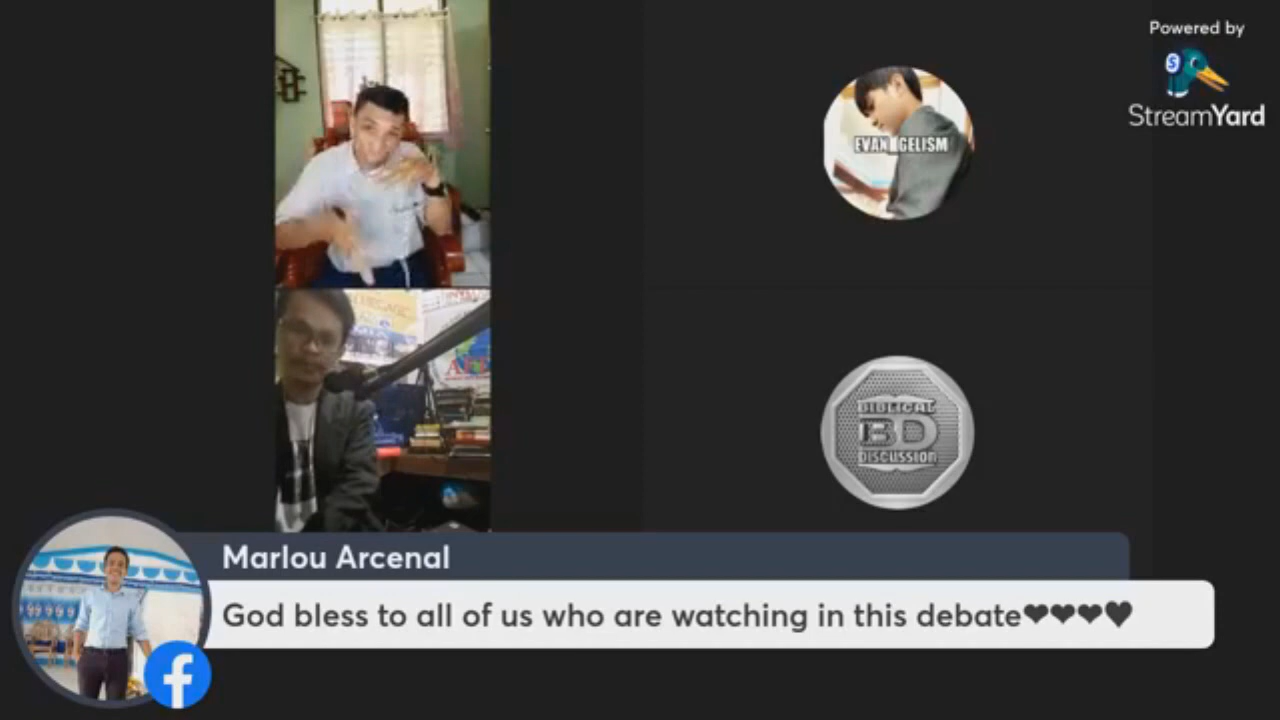 Powered by
StreamYard
EVANGELISM
BIBLICAL
BD
DISCUSSION
Marlou Arcenal
God bless to all of us who are watching in this debate❤❤❤♥